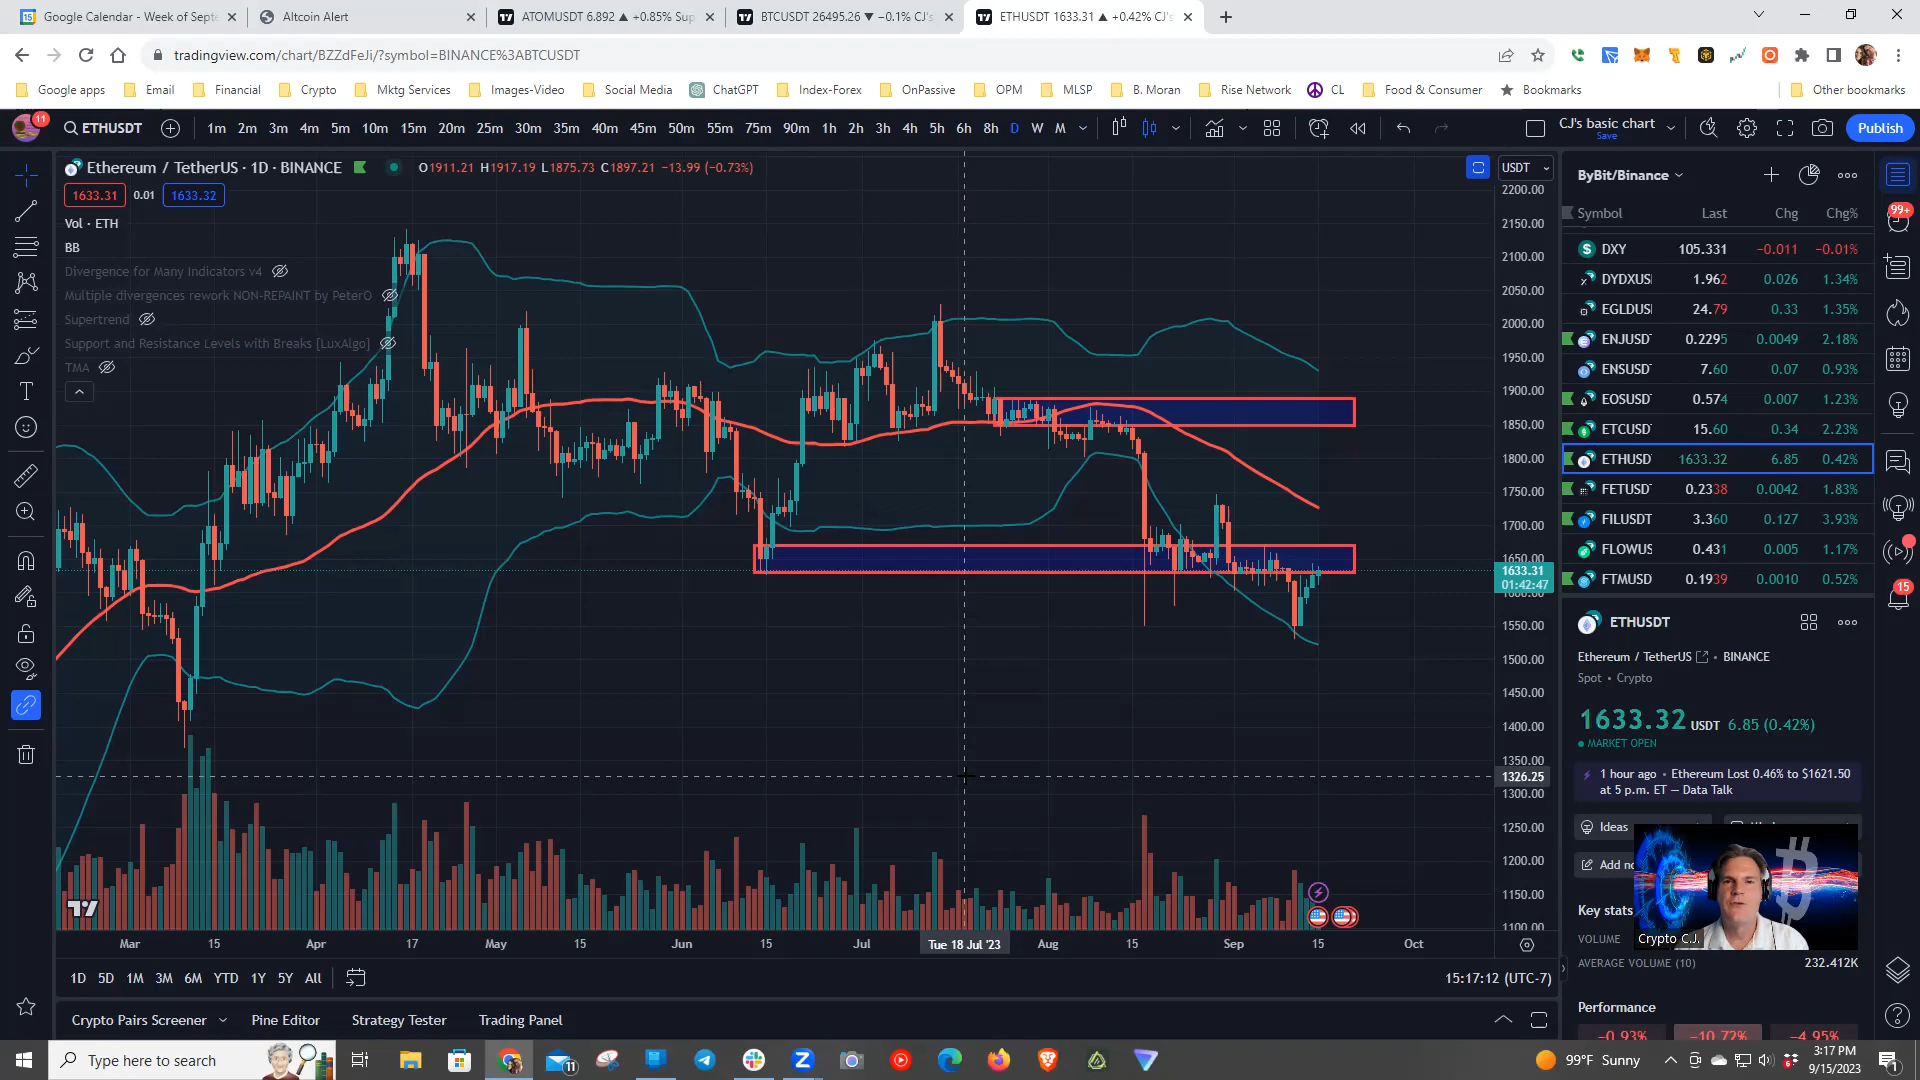 Google Calendar - Week of Septe
Altcoin Alert
ATOMUSDT 6.892 ▲ +0.85% Sup
BTCUSDT 26495.26 ▼ −0.1% CJ's
ETHUSDT 1633.31 ▲ +0.42% CJ's
tradingview.com/chart/BZZdFeJi/?symbol=BINANCE%3ABTCUSDT
Google apps
Email
Financial
Crypto
Mktg Services
Images-Video
Social Media
ChatGPT
Index-Forex
OnPassive
OPM
MLSP
B. Moran
Rise Network
CL
Food & Consumer
Bookmarks
Other bookmarks
11
ETHUSDT
1m 2m 3m 4m 5m 10m 15m 20m 25m 30m 35m 40m 45m 50m 55m 75m 90m 1h 2h 3h 4h 5h 6h 8h D W M
CJ's basic chart
Save
Publish
Ethereum / TetherUS · 1D · BINANCE
O1911.21 H1917.19 L1875.73 C1897.21 −13.99 (−0.73%)
1633.31
0.01
1633.32
Vol · ETH
BB
Divergence for Many Indicators v4
Multiple divergences rework NON-REPAINT by PeterO
Supertrend
Support and Resistance Levels with Breaks [LuxAlgo]
TMA
USDT
2200.00
2150.00
2100.00
2050.00
2000.00
1950.00
1900.00
1850.00
1800.00
1750.00
1700.00
1650.00
1633.31
01:42:47
1600.00
1550.00
1500.00
1450.00
1400.00
1350.00
1326.25
1300.00
1250.00
1200.00
1150.00
1100.00
Mar 15 Apr 17 May 15 Jun 15 Jul Tue 18 Jul '23 Aug 15 Sep 15 Oct
1D 5D 1M 3M 6M YTD 1Y 5Y All
15:17:12 (UTC-7)
Crypto Pairs Screener
Pine Editor
Strategy Tester
Trading Panel
ByBit/Binance
Symbol Last Chg Chg%
DXY 105.331 −0.011 −0.01%
DYDXUSI 1.962 0.026 1.34%
EGLDUSI 24.79 0.33 1.35%
ENJUSD 0.2295 0.0049 2.18%
ENSUSD 7.60 0.07 0.93%
EOSUSD 0.574 0.007 1.23%
ETCUSD 15.60 0.34 2.23%
ETHUSD 1633.32 6.85 0.42%
FETUSD 0.2338 0.0042 1.83%
FILUSDT 3.360 0.127 3.93%
FLOWUS 0.431 0.005 1.17%
FTMUSD 0.1939 0.0010 0.52%
99+
15
ETHUSDT
Ethereum / TetherUS • BINANCE
Spot • Crypto
1633.32 USDT 6.85 (0.42%)
MARKET OPEN
1 hour ago • Ethereum Lost 0.46% to $1621.50
at 5 p.m. ET — Data Talk
Ideas
Add no
Crypto C.J.
Key stats
VOLUME
AVERAGE VOLUME (10) 232.412K
Performance
−0.93% −10.72% −4.95%
Type here to search
11
99°F Sunny
3:17 PM
9/15/2023
1